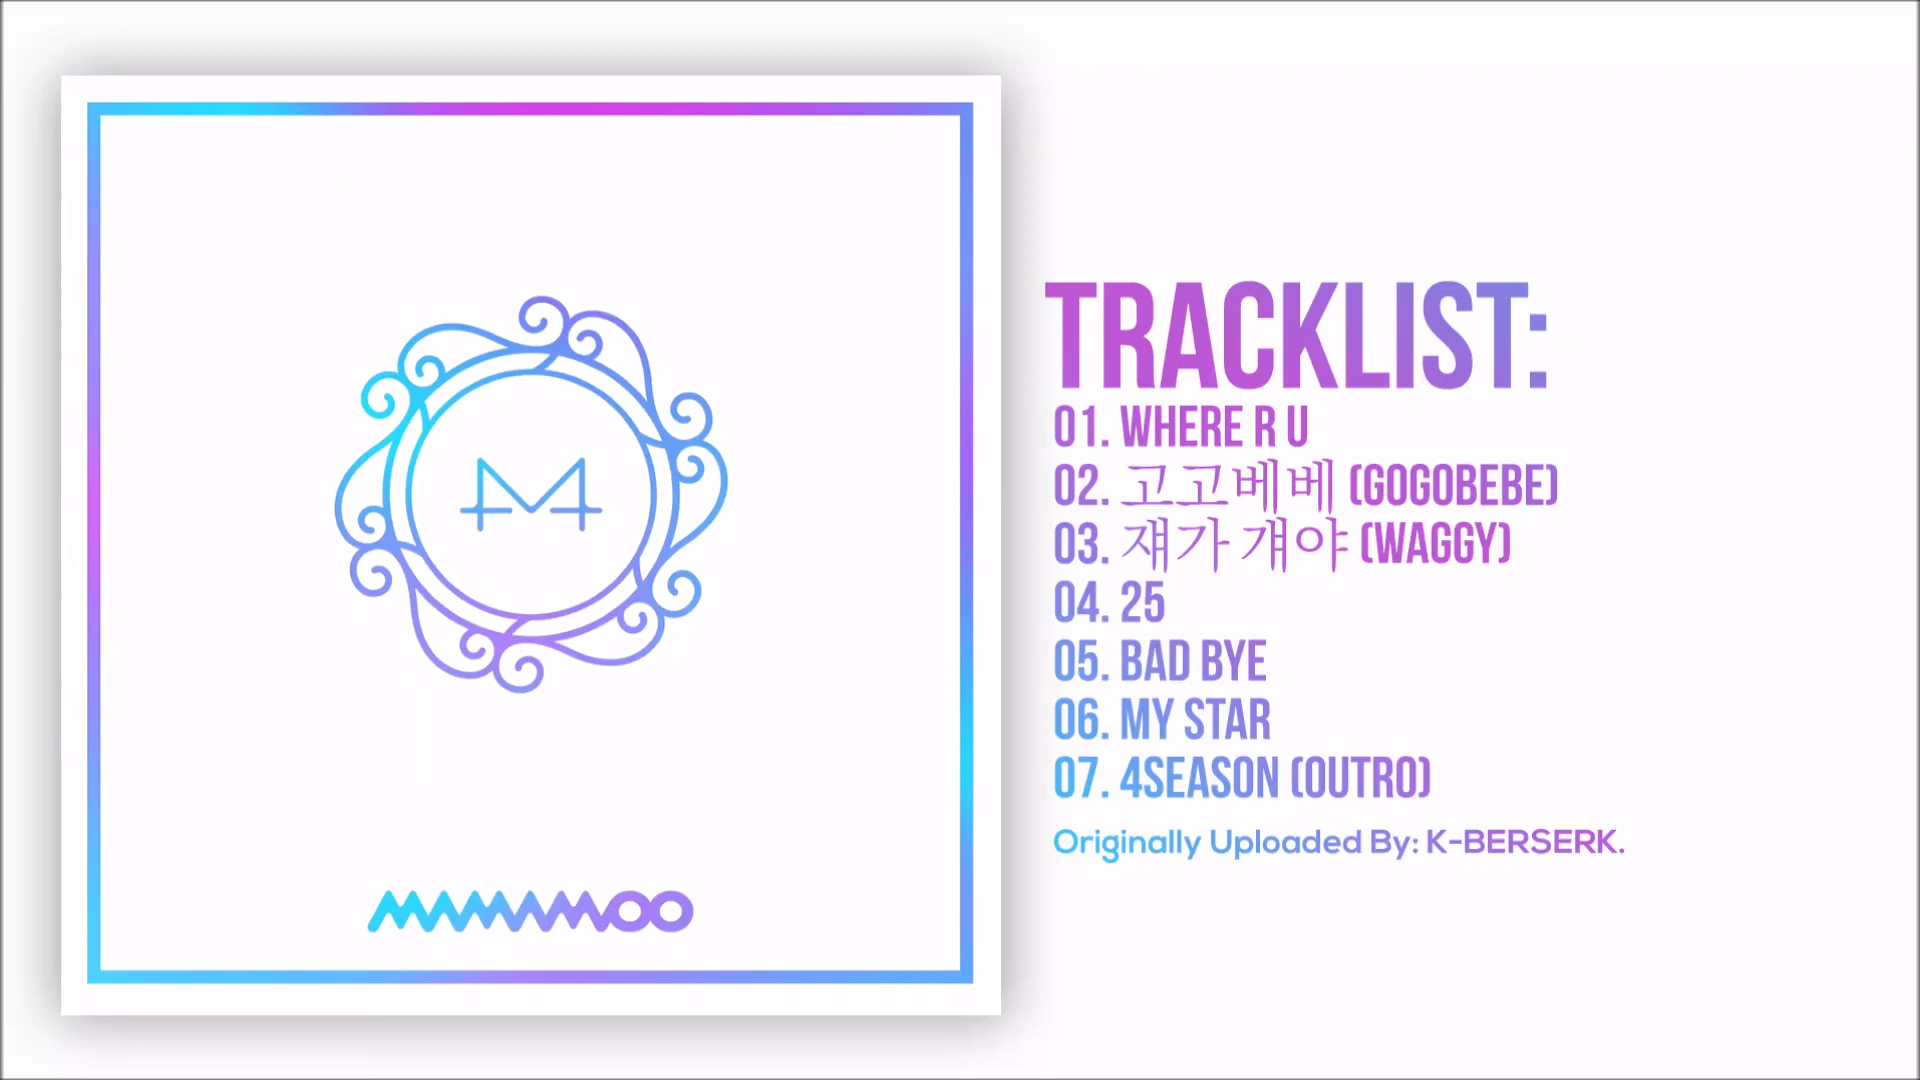 MAMAMOO
TRACKLIST:
01. WHERE R U
02. 고고베베 (GOGOBEBE)
03. 쟤가 걔야 (WAGGY)
04. 25
05. BAD BYE
06. MY STAR
07. 4SEASON (OUTRO)
Originally Uploaded By: K-BERSERK.